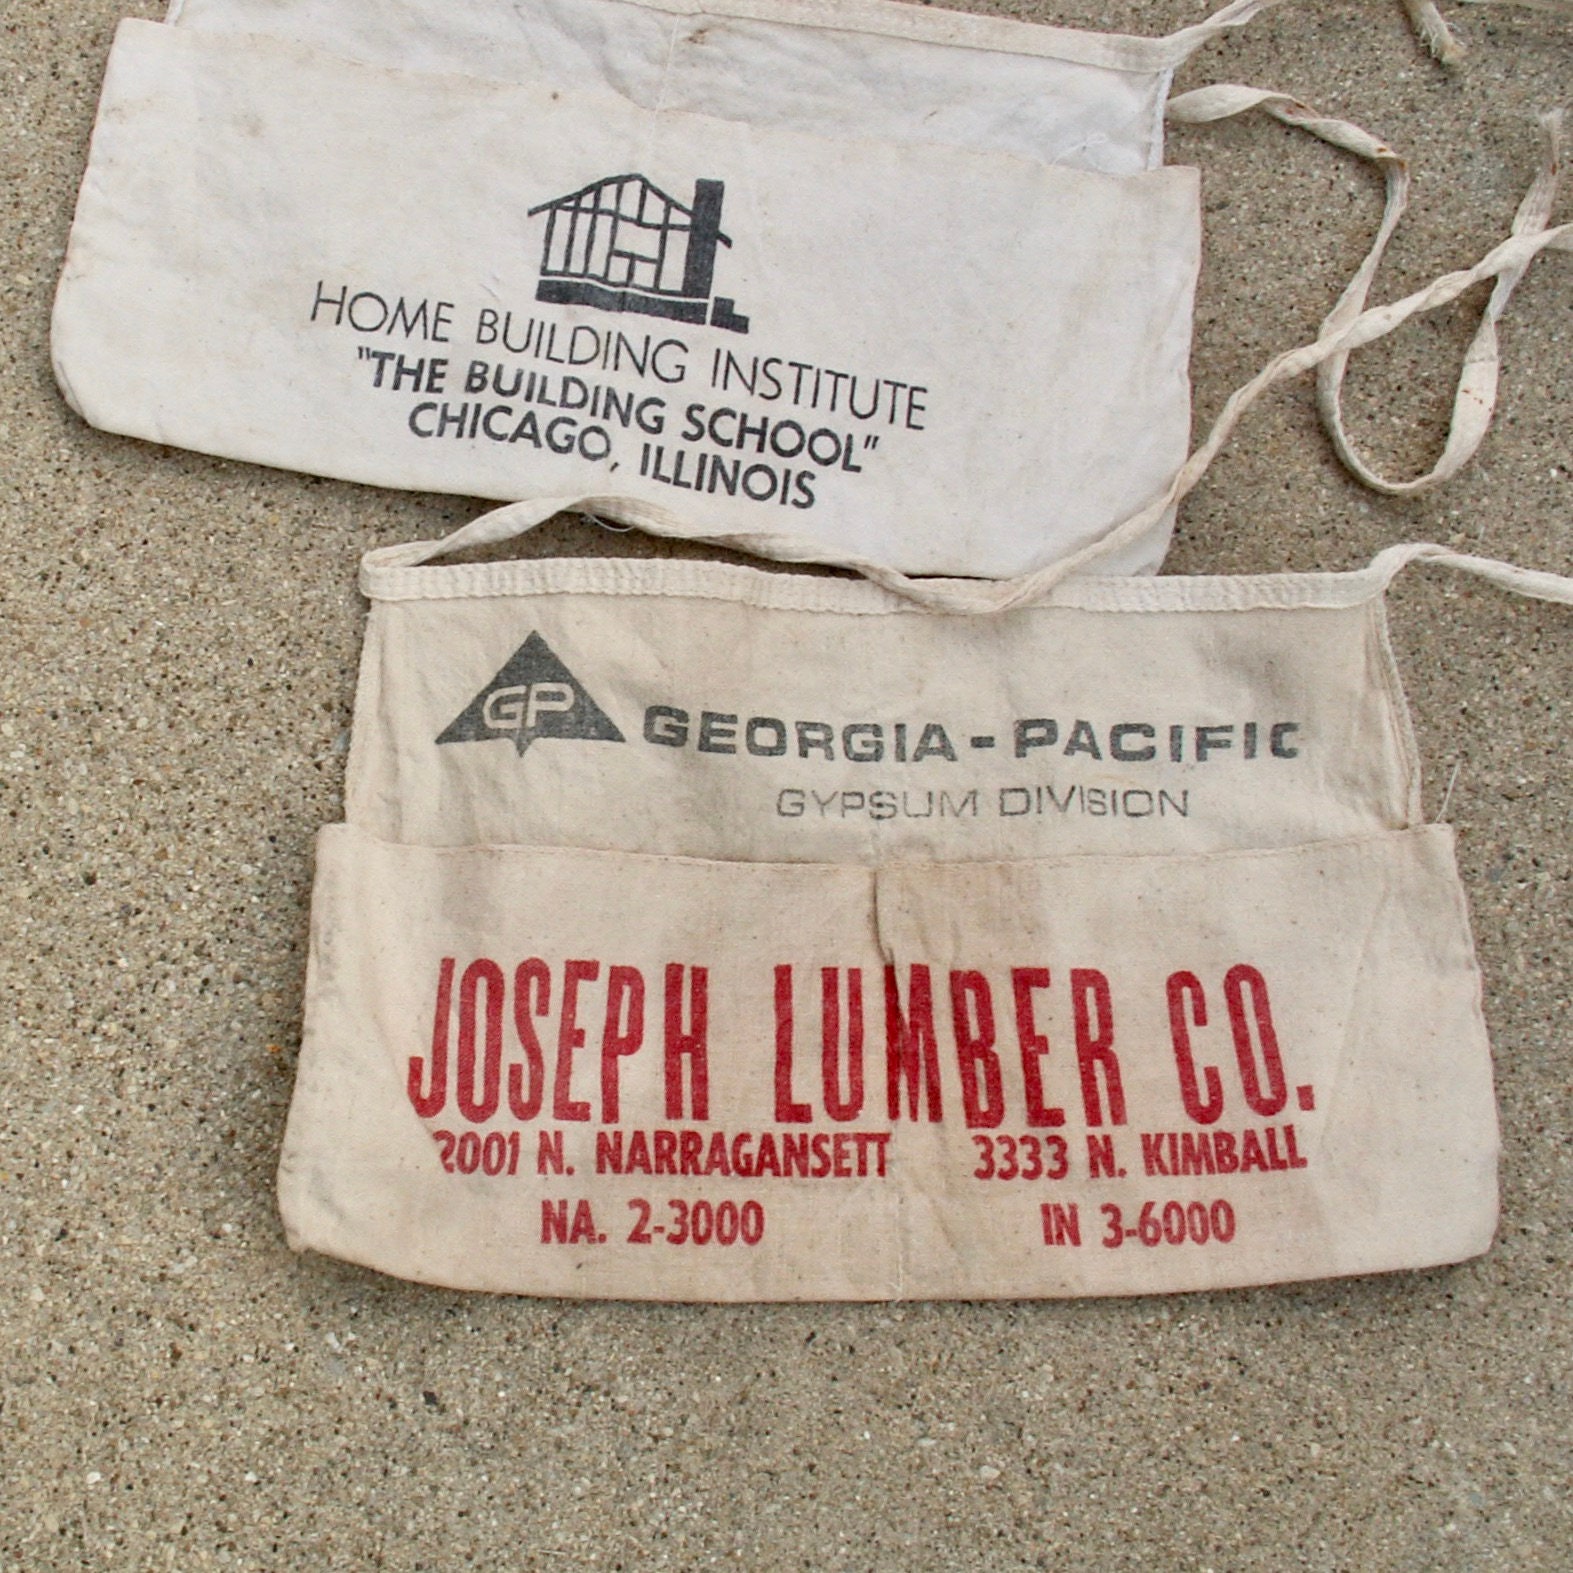 HOME BUILDING INSTITUTE
"THE BUILDING SCHOOL"
CHICAGO, ILLINOIS
GP
GEORGIA-PACIFIC
GYPSUM DIVISION
JOSEPH LUMBER CO.
2001 N. NARRAGANSETT 3333 N. KIMBALL
NA. 2-3000 IN 3-6000